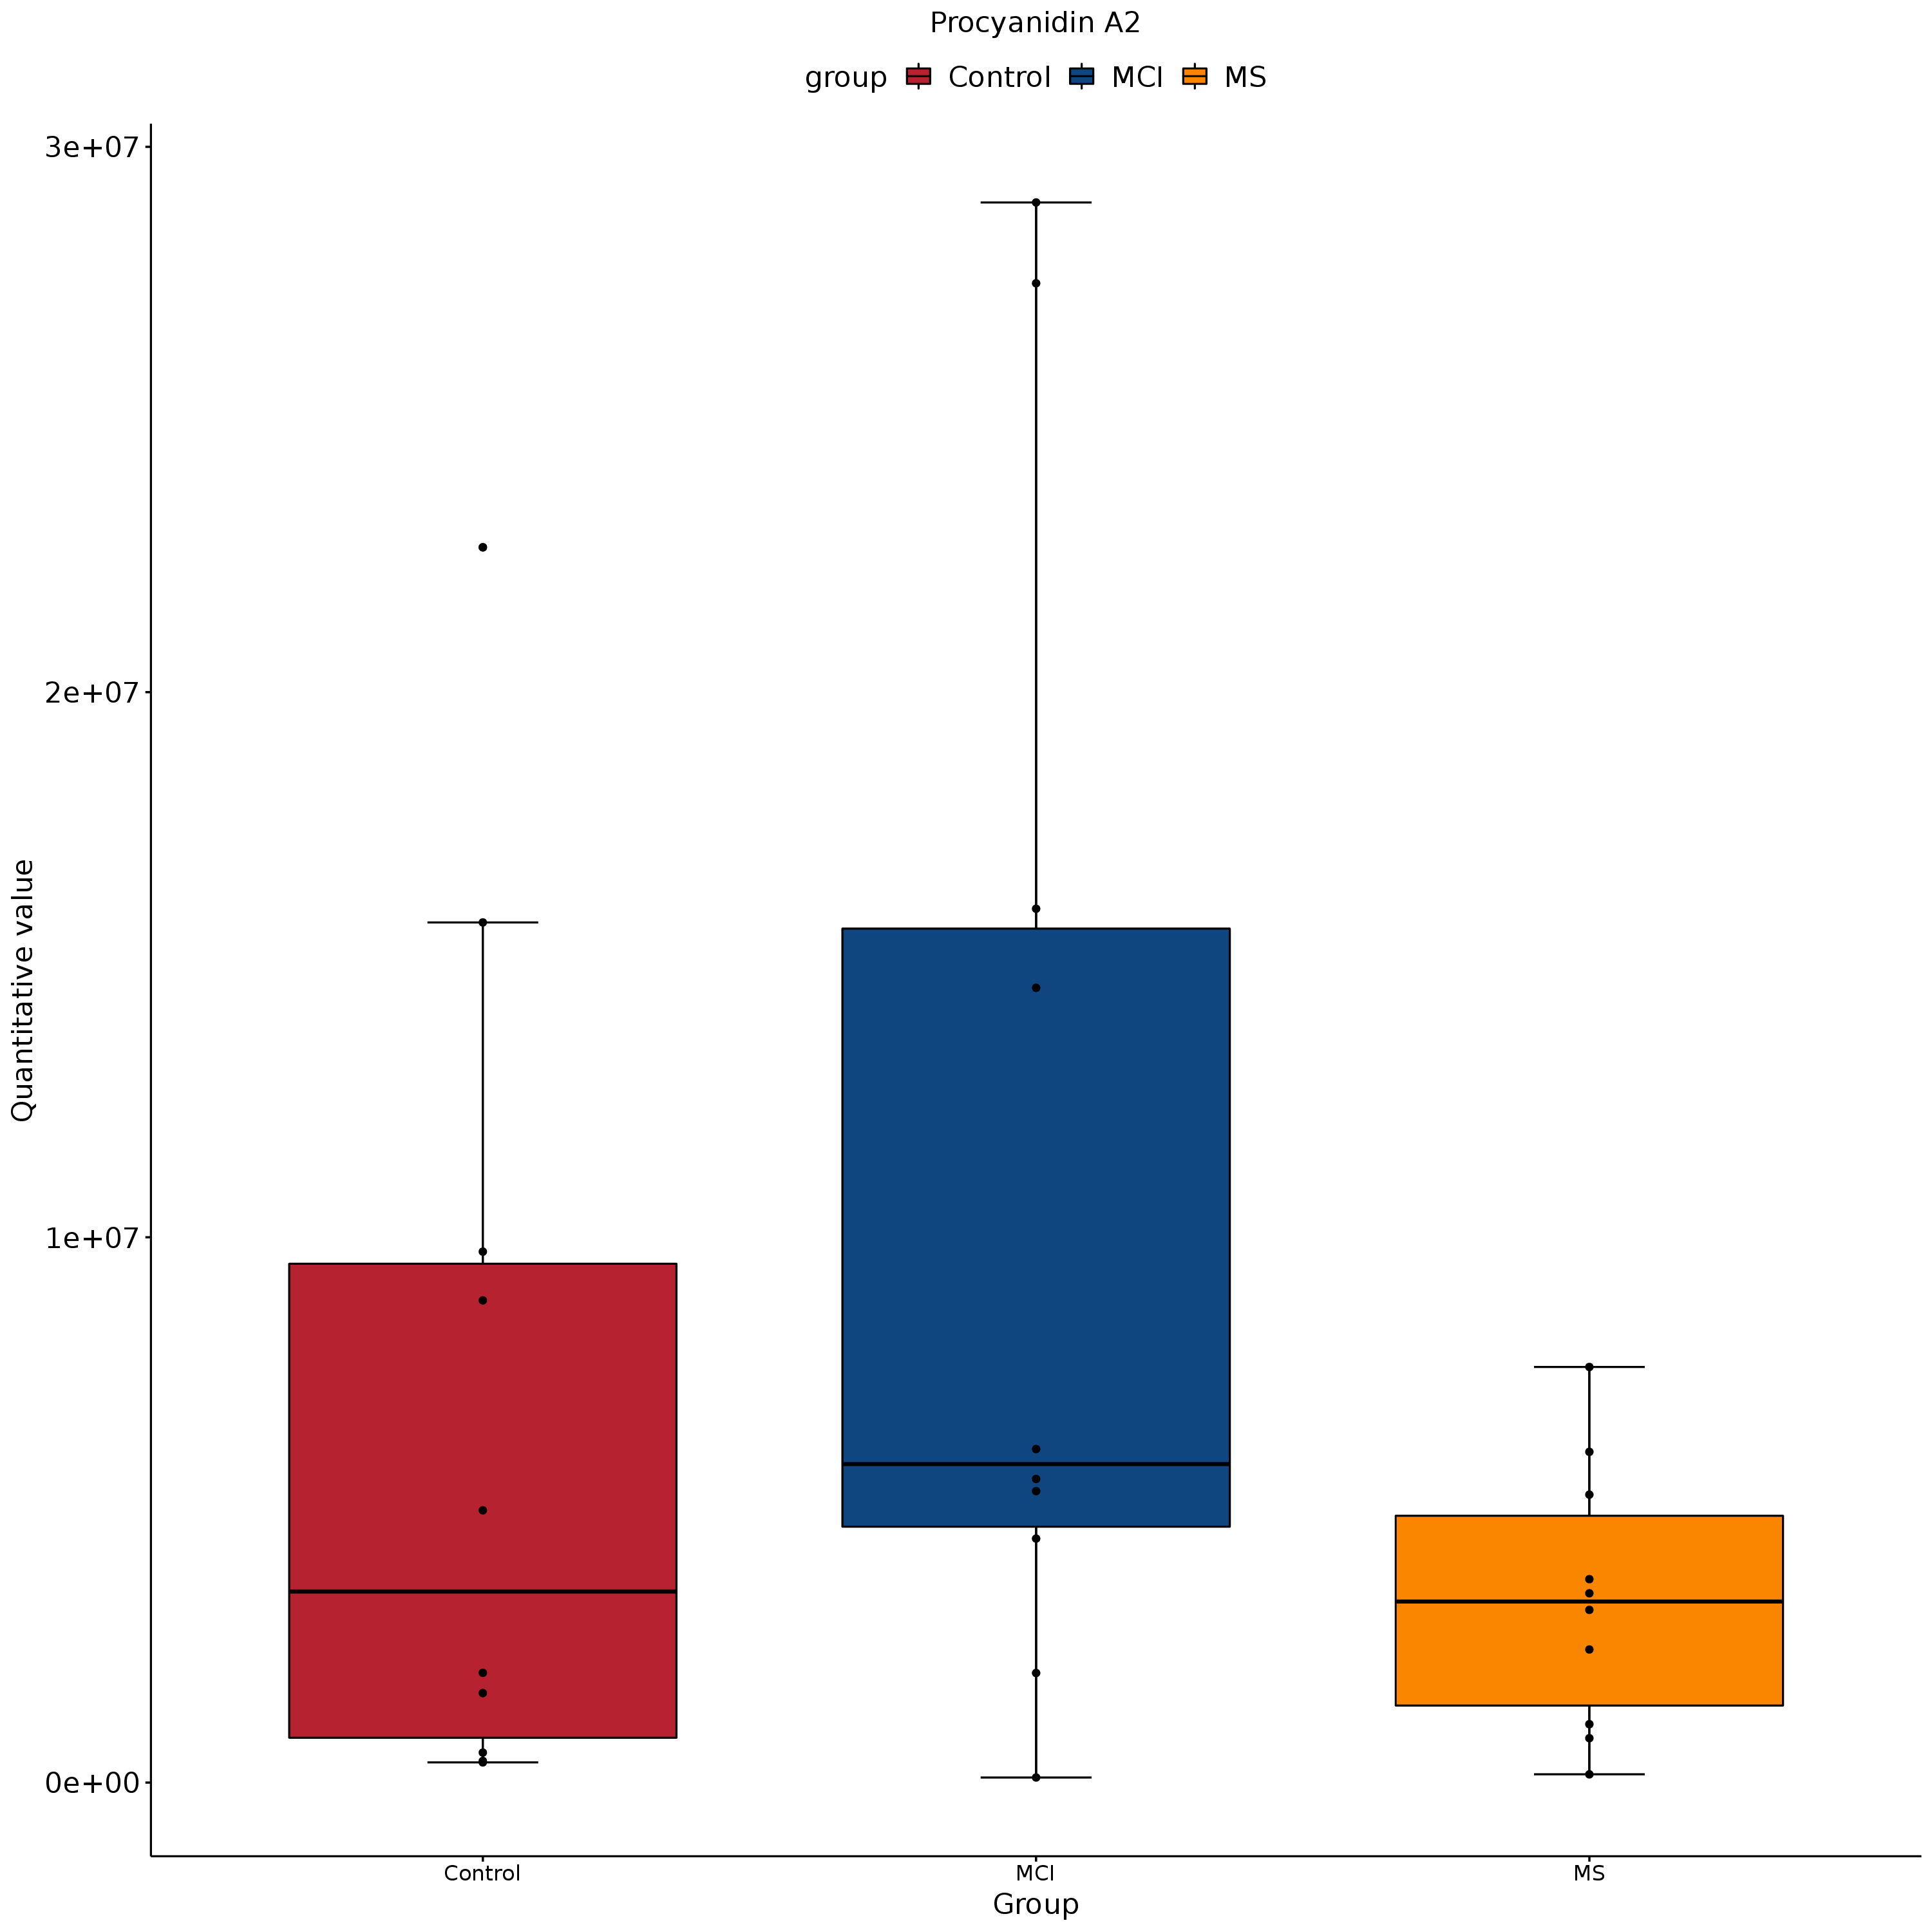 Procyanidin A2
group Control MCI MS
3e+07
2e+07
1e+07
0e+00
Quantitative value
Control MCI MS
Group